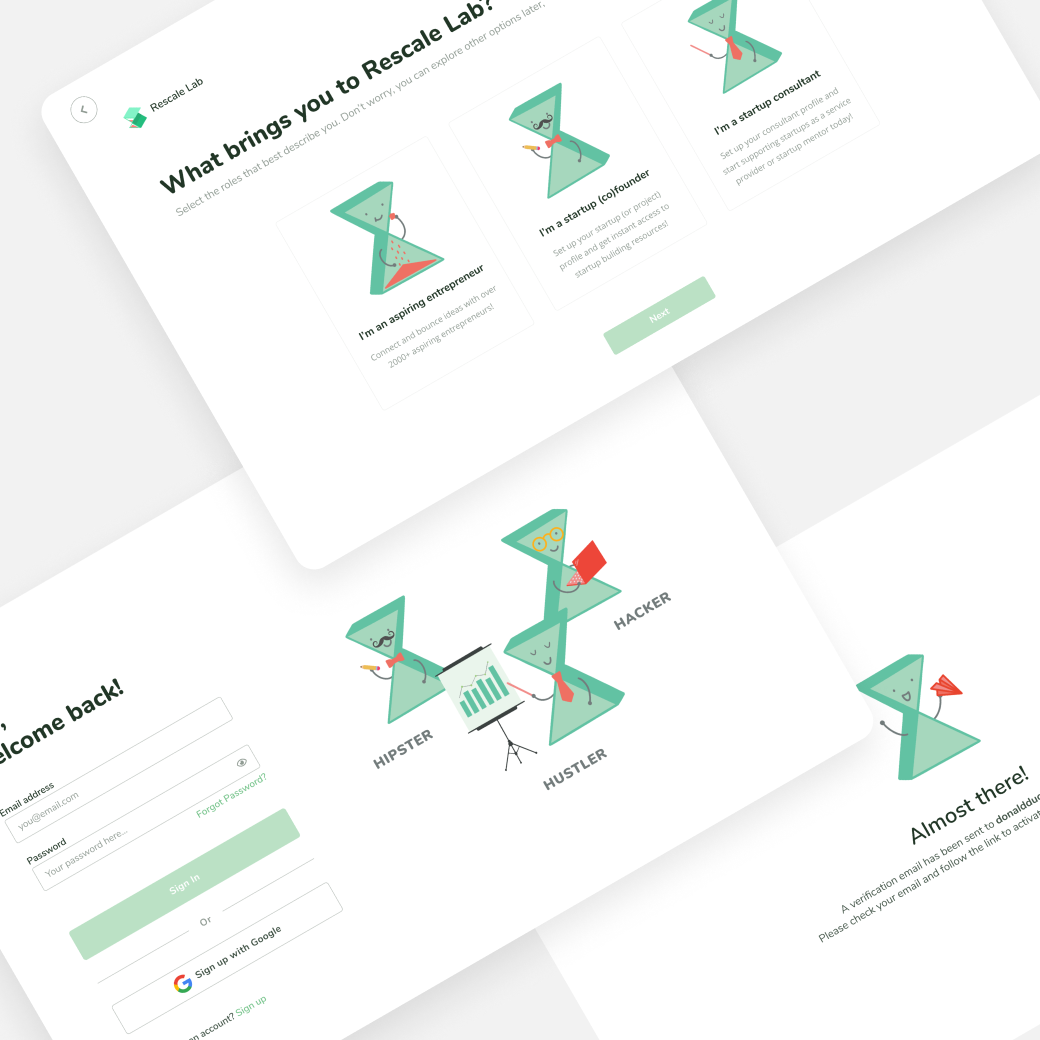 Rescale Lab
What brings you to Rescale Lab?
Select the roles that best describe you. Don't worry, you can explore other options later.
I'm an aspiring entrepreneur
Connect and bounce ideas with over
2000+ aspiring entrepreneurs!
I'm a startup (co)founder
Set up your startup (or project)
profile and get instant access to
startup building resources!
I'm a startup consultant
Set up your consultant profile and
start supporting startups as a service
provider or startup mentor today!
Next
elcome back!
Email address
you@email.com
Password
Your password here...
Forgot Password?
Sign In
Or
Sign up with Google
an account? Sign up
HIPSTER
HACKER
HUSTLER
Almost there!
A verification email has been sent to donalddu
Please check your email and follow the link to activat